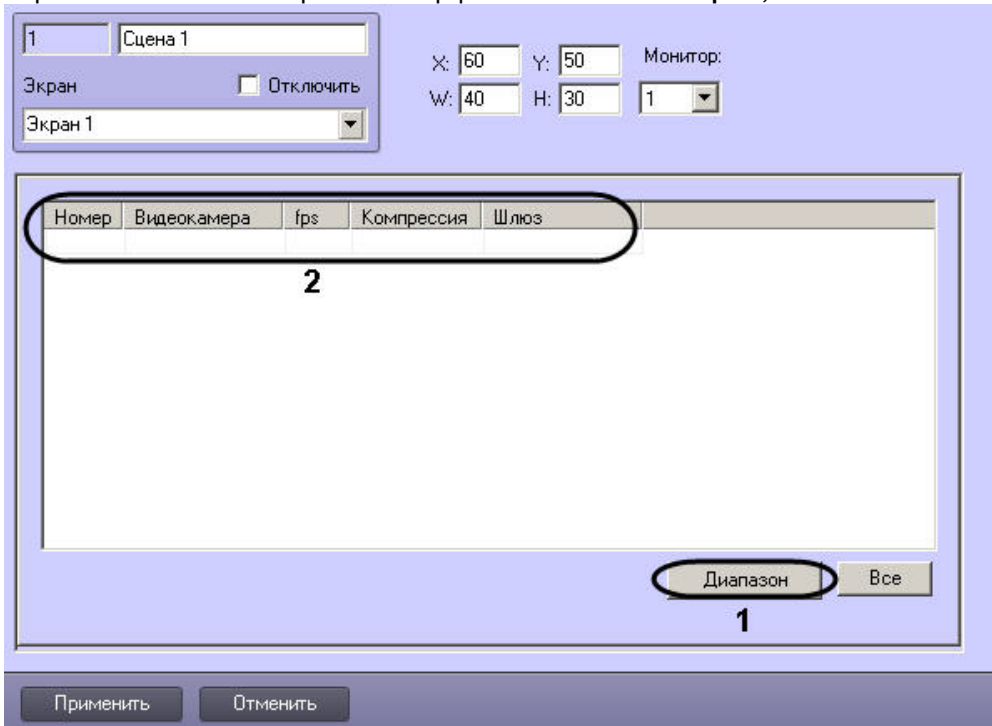 1 Сцена 1
Экран Отключить
Экран 1
X: 60 Y: 50 Монитор:
W: 40 H: 30 1
Номер Видеокамера fps Компрессия Шлюз
2
Диапазон Все
1
Применить Отменить